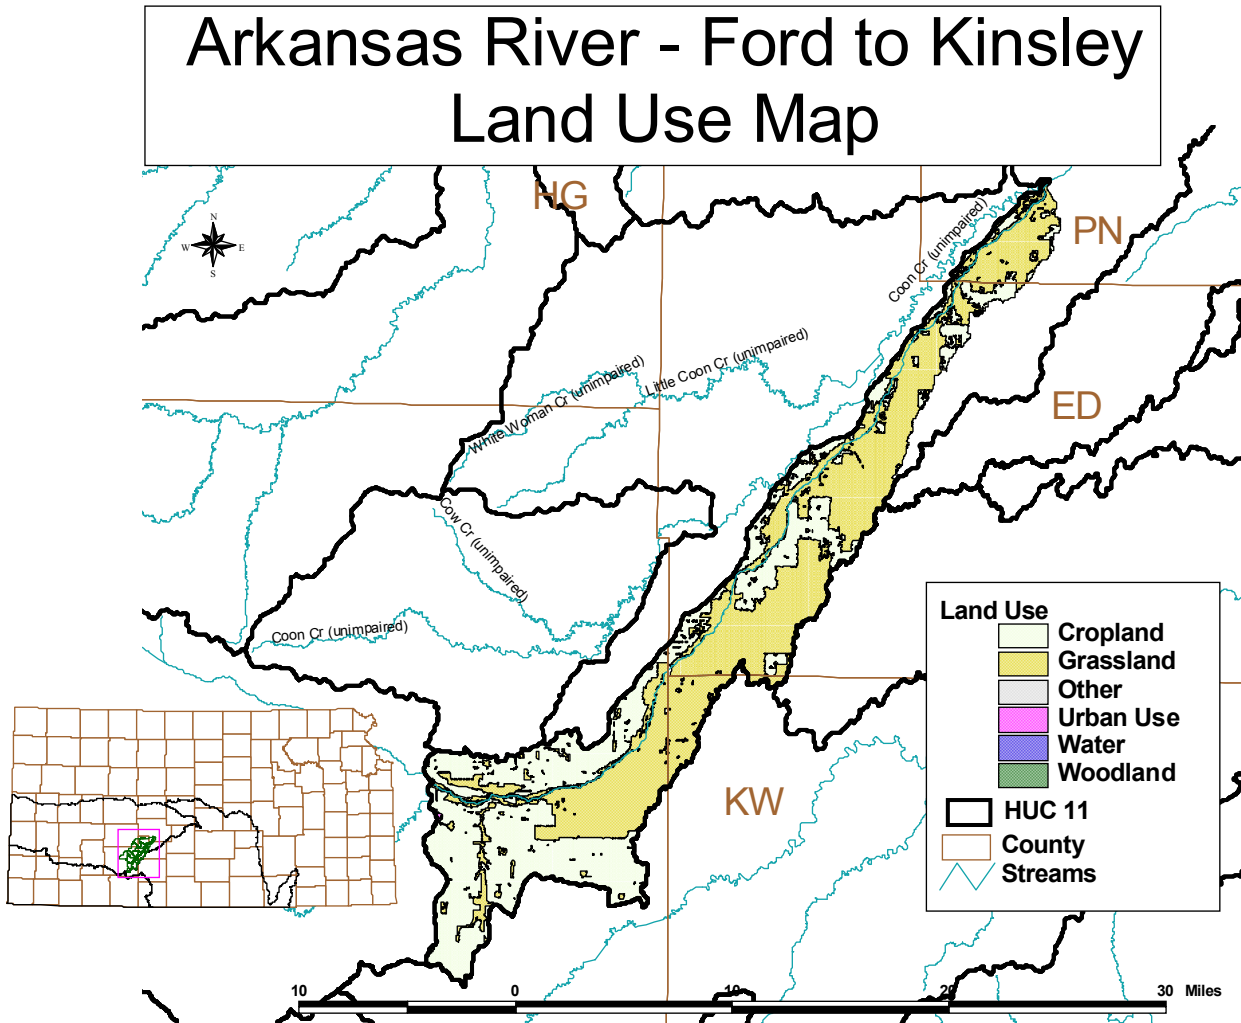 Arkansas River - Ford to Kinsley
Land Use Map
HG
PN
N
W
E
S
Coon Cr (unimpaired)
Little Coon Cr (unimpaired)
White Woman Cr (unimpaired)
ED
Cow Cr (unimpaired)
Coon Cr (unimpaired)
KW
Land Use
Cropland
Grassland
Other
Urban Use
Water
Woodland
HUC 11
County
Streams
10 0 10 20 30 Miles